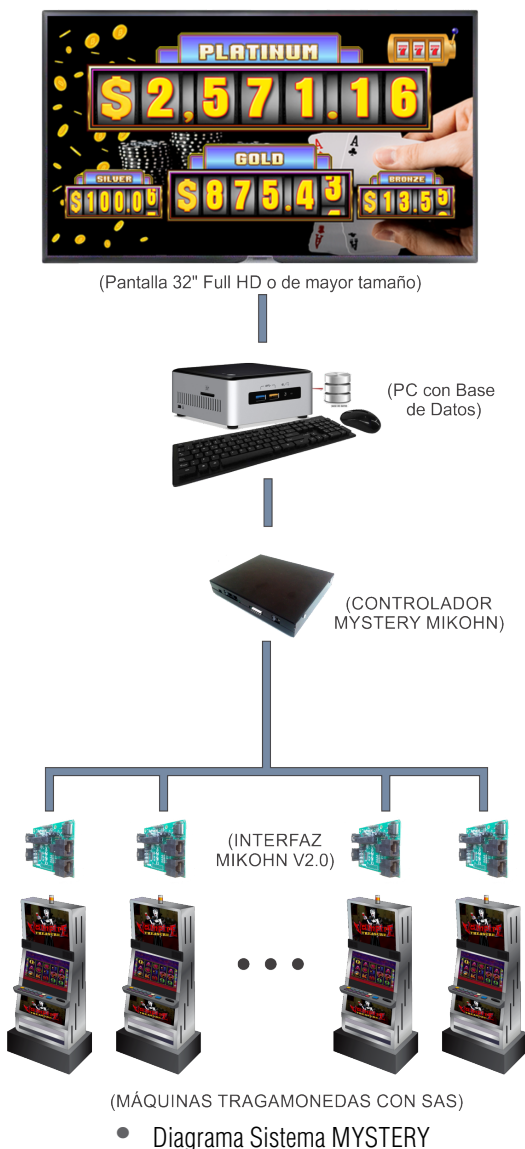 PLATINUM
$2,571.16
GOLD
SILVER
BRONZE
$100.0
$875.4
$13.5
(Pantalla 32" Full HD o de mayor tamaño)
(PC con Base
de Datos)
(CONTROLADOR
MYSTERY MIKOHN)
(INTERFAZ
MIKOHN V2.0)
(MÁQUINAS TRAGAMONEDAS CON SAS)
• Diagrama Sistema MYSTERY